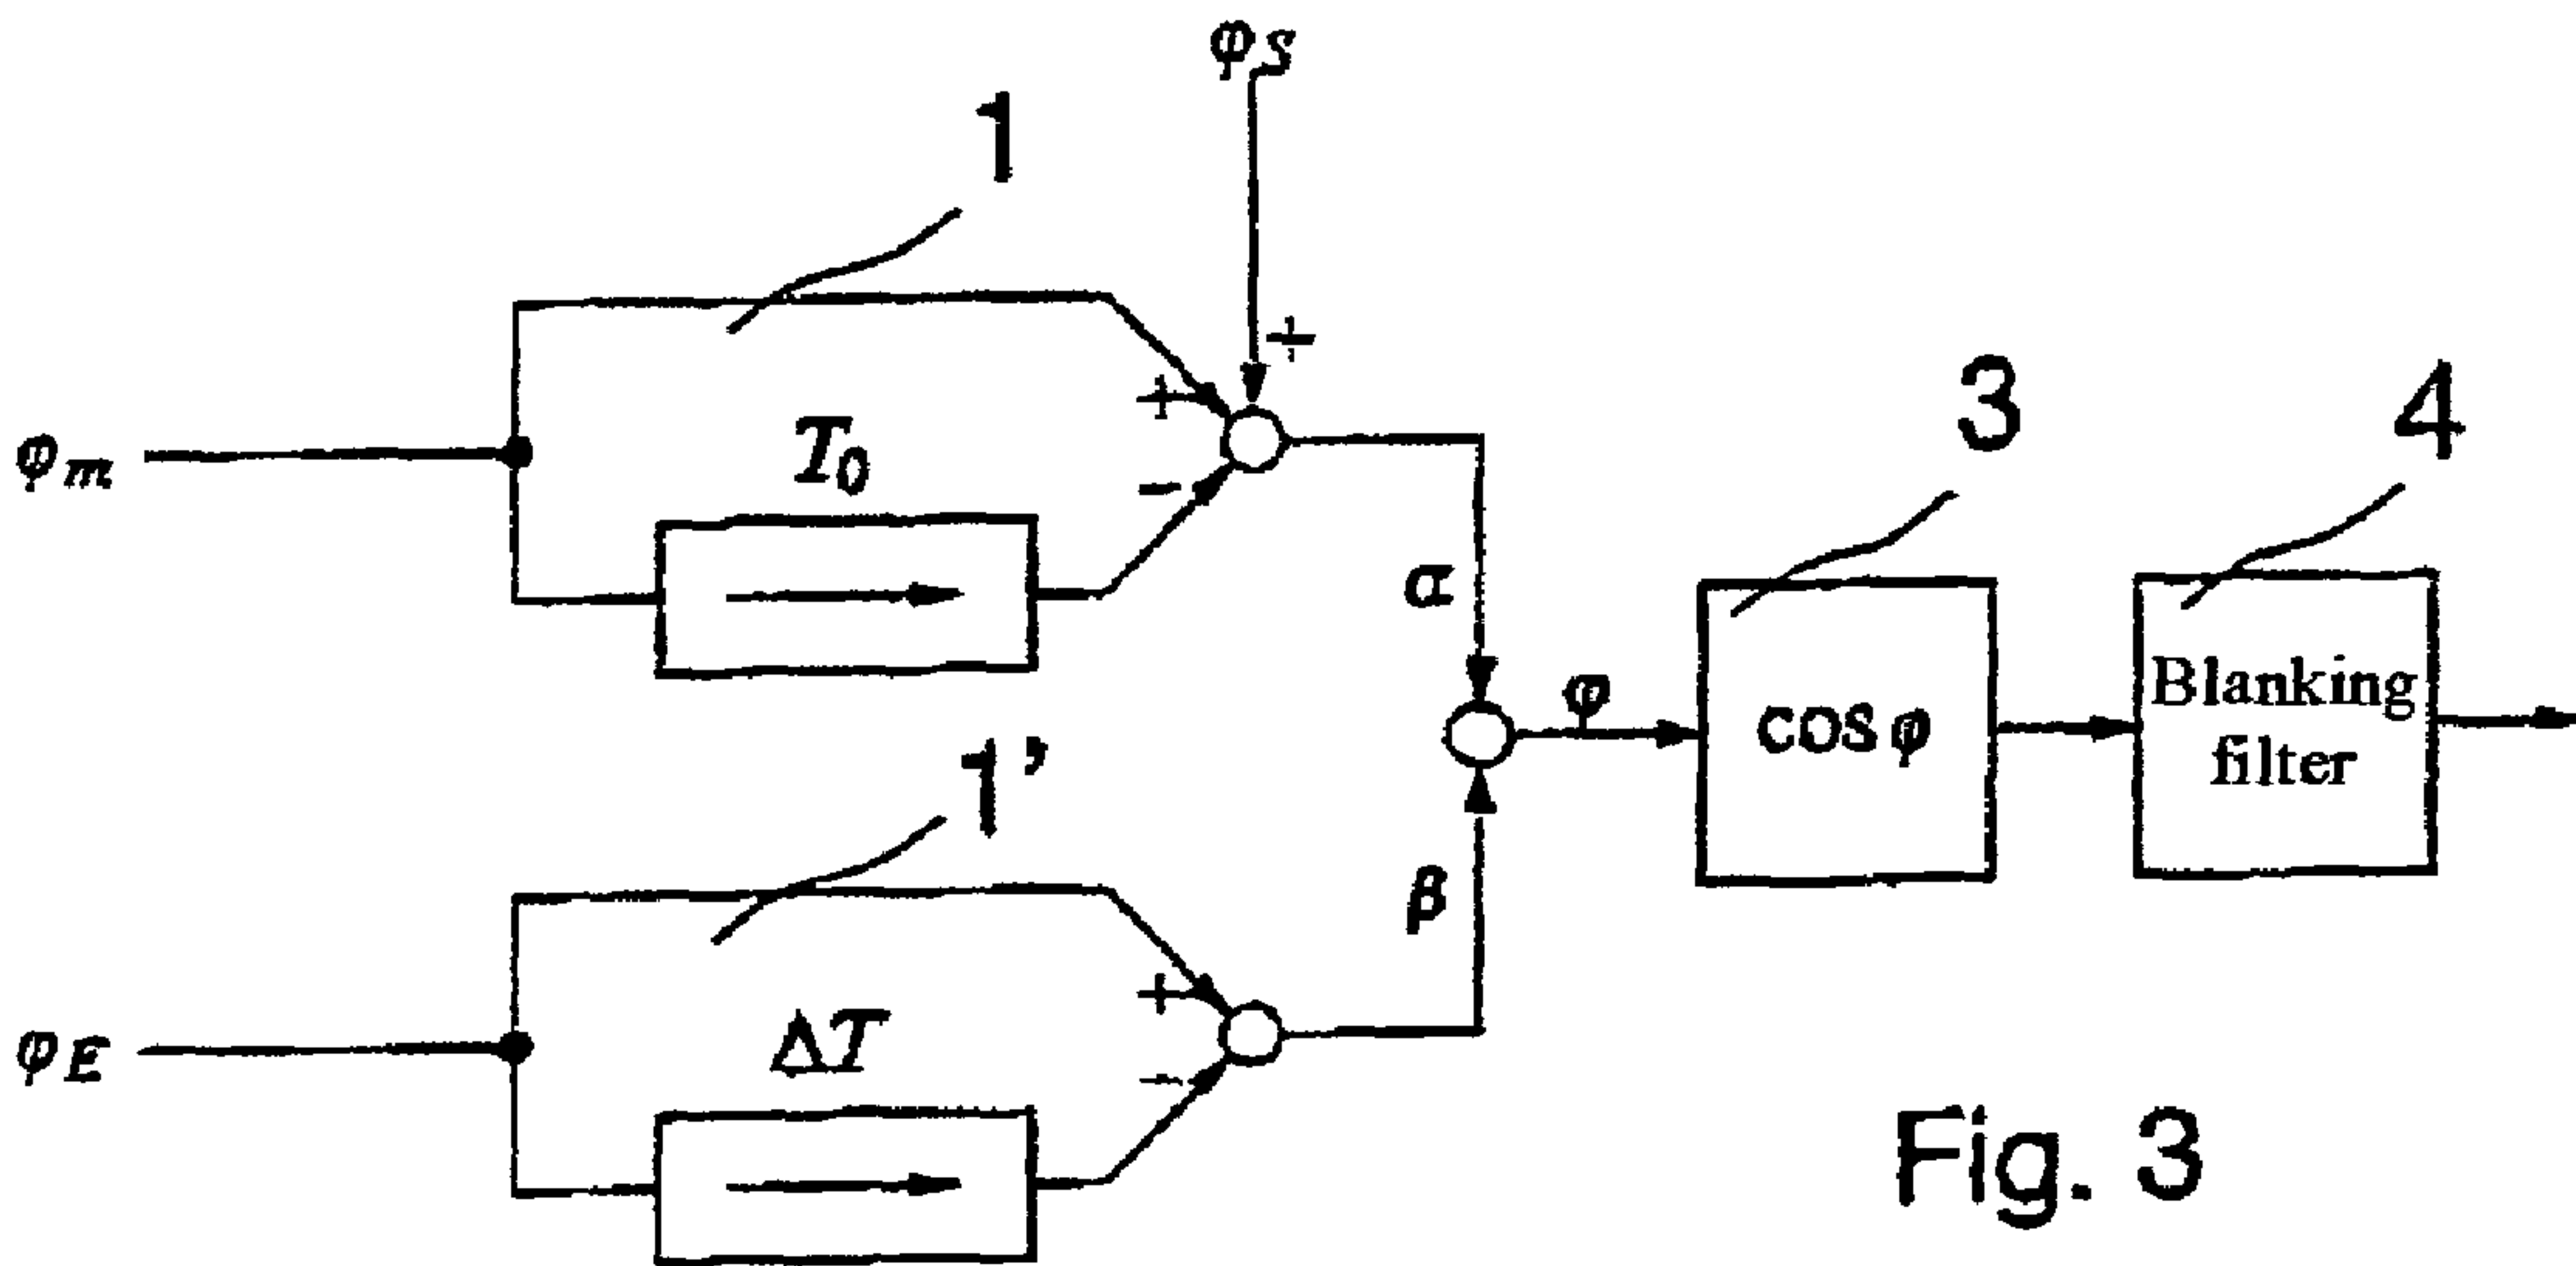 φS
1
+
+
φm
T0
−
3
4
α
φ
cos φ
Blanking
filter
1’
β
+
φE
ΔT
−
Fig. 3